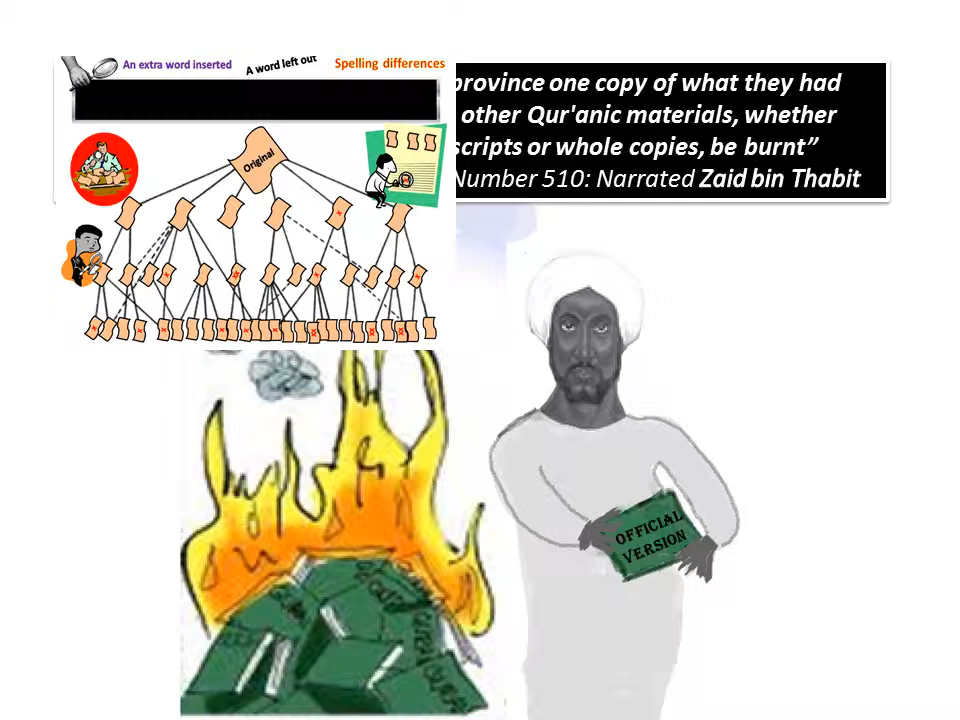 An extra word inserted
A word left out
Spelling differences
province one copy of what they had
other Qur'anic materials, whether
scripts or whole copies, be burnt”
Number 510: Narrated Zaid bin Thabit
Original
OFFICIAL
VERSION